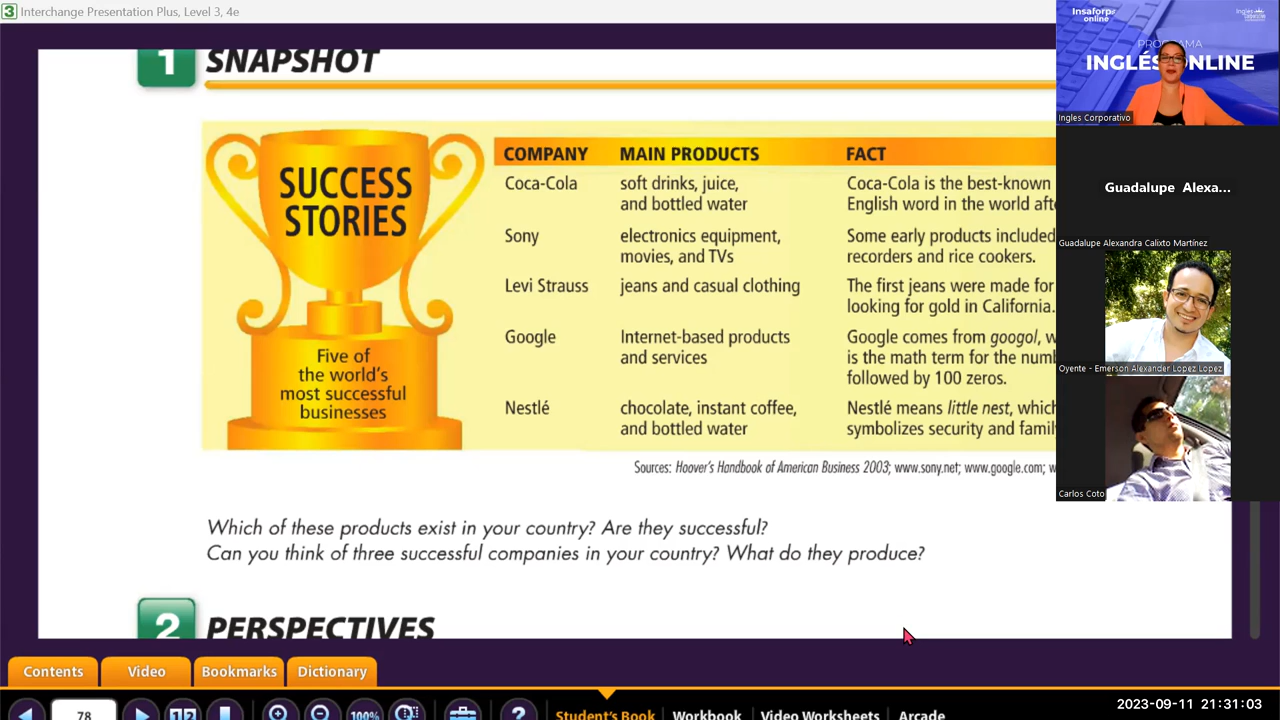 Interchange Presentation Plus, Level 3, 4e
1 SNAPSHOT
SUCCESS
STORIES
Five of
the world's
most successful
businesses
COMPANY MAIN PRODUCTS FACT
Coca-Cola soft drinks, juice, Coca-Cola is the best-known
and bottled water English word in the world
Sony electronics equipment, Some early products included
movies, and TVs recorders and rice cookers.
Levi Strauss jeans and casual clothing The first jeans were made for
looking for gold in California.
Google Internet-based products Google comes from googol,
and services is the math term for the
followed by 100 zeros.
Nestlé chocolate, instant coffee, Nestlé means little nest,
and bottled water symbolizes security and
Sources: Hoover's Handbook of American Business 2003; www.sony.net; www.google.com;
Which of these products exist in your country? Are they successful?
Can you think of three successful companies in your country? What do they produce?
2 PERSPECTIVES
Contents Video Bookmarks Dictionary
78 1 2 100% ? Student's Book Workbook Video Worksheets Arcade
Insaforp
online
PROGRAMA
INGLÉS ONLINE
Ingles Corporativo
Guadalupe Alexa...
Guadalupe Alexandra Calixto Martínez
Oyente - Emerson Alexander Lopez Lopez
Carlos Coto
2023-09-11 21:31:03